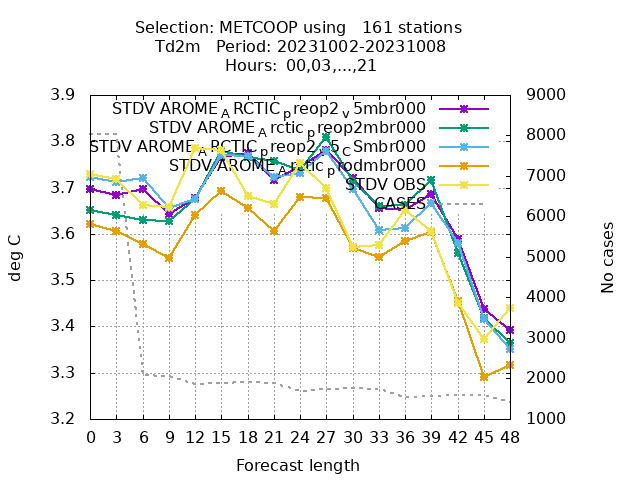 Selection: METCOOP using   161 stations
Td2m   Period: 20231002-20231008
Hours: 00,03,...,21
3.9
3.8
3.7
3.6
3.5
3.4
3.3
3.2
deg C
STDV AROME_ARCTIC_preop2_v5mbr000
STDV AROME_Arctic_preop2mbr000
STDV AROME_ARCTIC_preop2_25_CSmbr000
STDV AROME_Arctic_prodmbr000
STDV OBS
CASES
9000
8000
7000
6000
5000
4000
3000
2000
1000
No cases
0 3 6 9 12 15 18 21 24 27 30 33 36 39 42 45 48
Forecast length